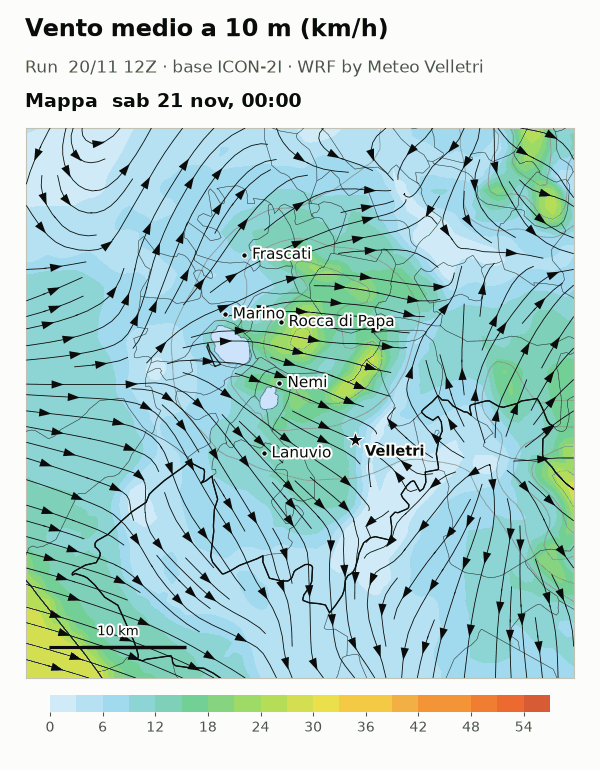 Vento medio a 10 m (km/h)
Run  20/11 12Z · base ICON-2I · WRF by Meteo Velletri
Mappa  sab 21 nov, 00:00
Frascati
Marino
Rocca di Papa
Nemi
Velletri
Lanuvio
10 km
0 6 12 18 24 30 36 42 48 54